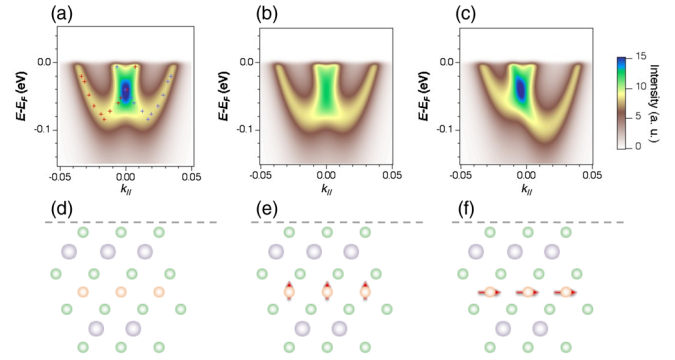 (a) (b) (c)
0.0 0.0 0.0
-0.1 -0.1 -0.1
E-EF (eV) E-EF (eV) E-EF (eV)
-0.05 0.00 0.05 -0.05 0.00 0.05 -0.05 0.00 0.05
k// k// k//
15
10
5
0
Intensity (a. u.)
(d) (e) (f)